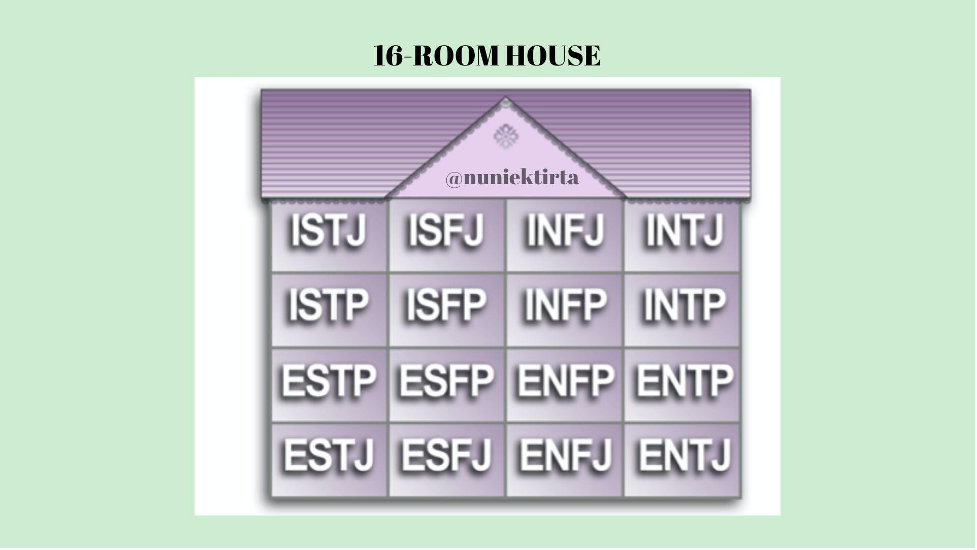 16-ROOM HOUSE
@nuniektirta
ISTJ ISFJ INFJ INTJ
ISTP ISFP INFP INTP
ESTP ESFP ENFP ENTP
ESTJ ESFJ ENFJ ENTJ